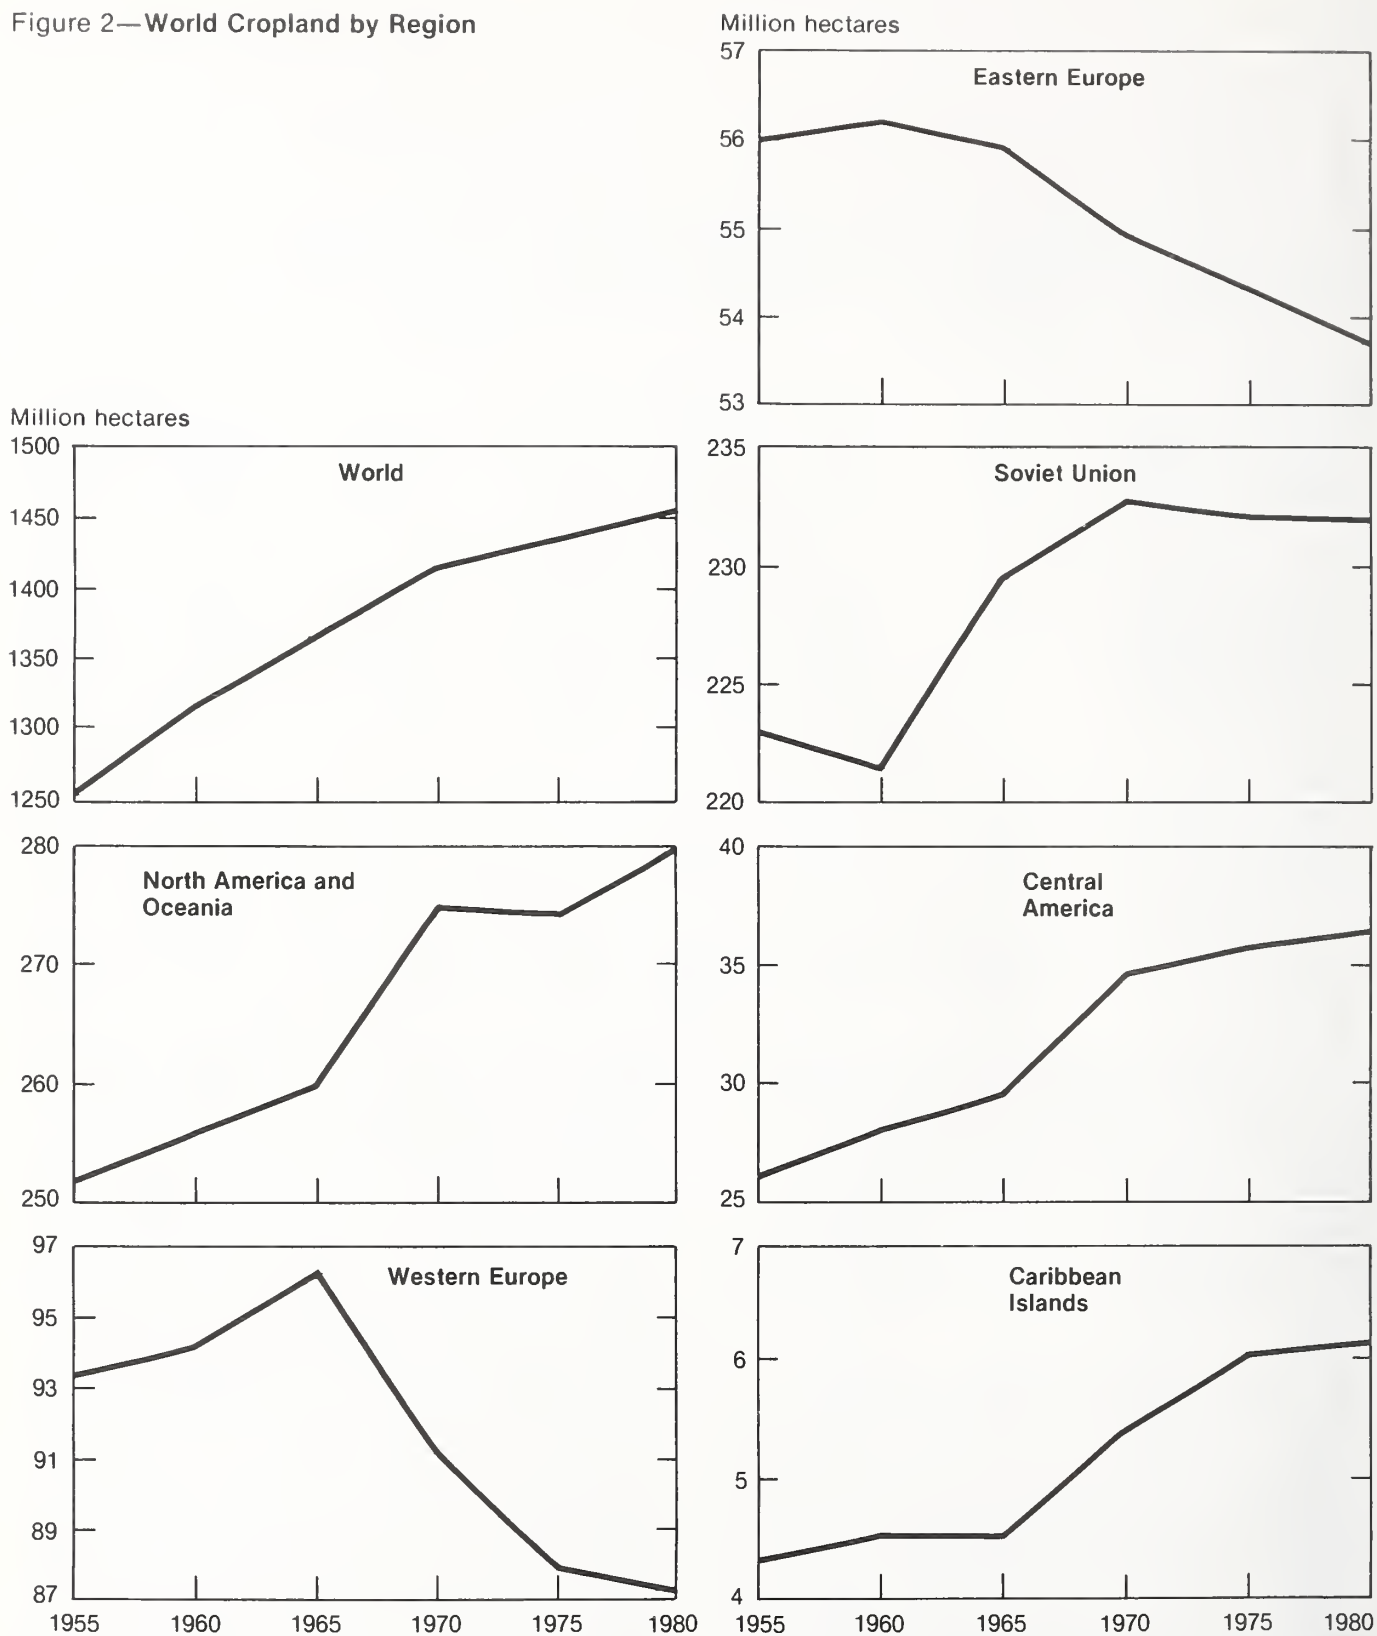 Figure 2—World Cropland by Region
Million hectares
57
Eastern Europe
56
55
54
53
Million hectares
1500
World
1450
1400
1350
1300
1250
235
Soviet Union
230
225
220
280
North America and
Oceania
270
260
250
40
Central
America
35
30
25
97
Western Europe
95
93
91
89
87
1955 1960 1965 1970 1975 1980
7
Caribbean
Islands
6
5
4
1955 1960 1965 1970 1975 1980